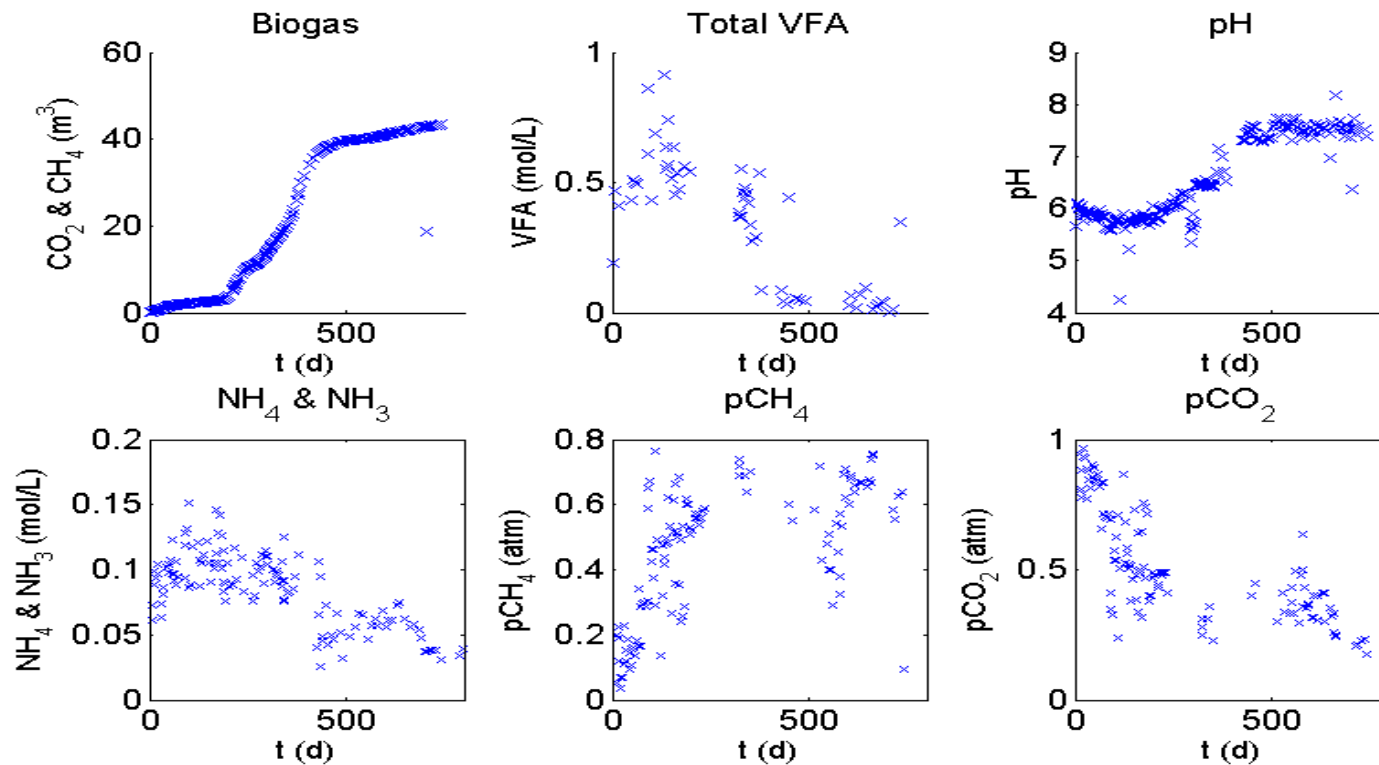 Biogas
Total VFA
pH
CO2 & CH4 (m3)
60
40
20
0
0
500
t (d)
VFA (mol/L)
1
0.5
0
0
500
t (d)
pH
9
8
7
6
5
4
0
500
t (d)
NH4 & NH3
pCH4
pCO2
NH4 & NH3 (mol/L)
0.2
0.15
0.1
0.05
0
0
500
t (d)
pCH4 (atm)
0.8
0.6
0.4
0.2
0
0
500
t (d)
pCO2 (atm)
1
0.5
0
0
500
t (d)